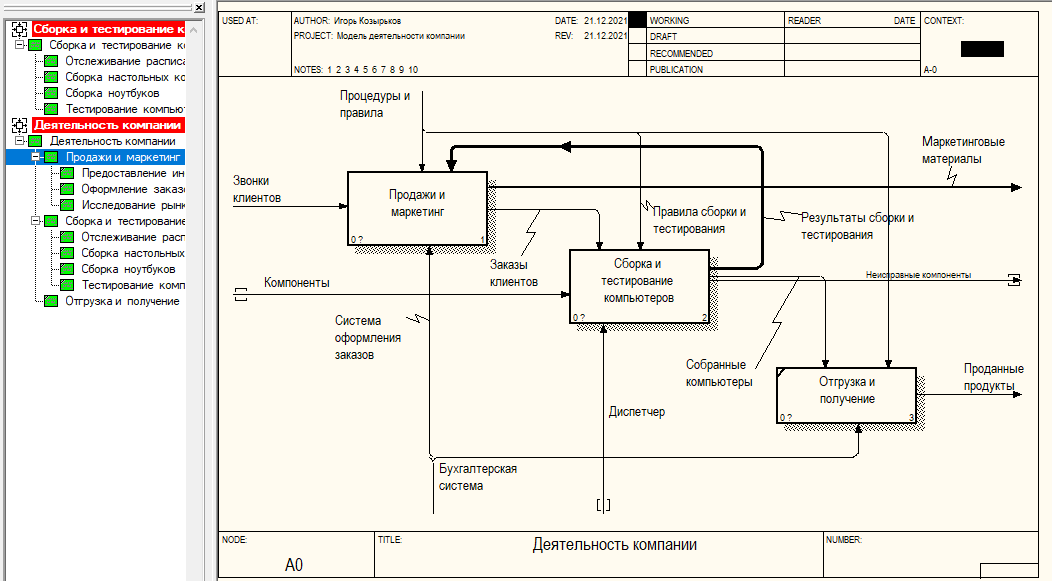 Сборка и тестирование к
Сборка и тестирование к
Отслеживание расписа
Сборка настольных ко
Сборка ноутбуков
Тестирование компьют
Деятельность компании
Деятельность компании
Продажи и маркетинг
Предоставление ин
Оформление заказ
Исследование рын
Сборка и тестирование
Отслеживание расп
Сборка настольных
Сборка ноутбуков
Тестирование комп
Отгрузка и получение
USED AT:
AUTHOR: Игорь Козырьков
DATE: 21.12.2021
PROJECT: Модель деятельности компании
REV: 21.12.2021
NOTES: 1 2 3 4 5 6 7 8 9 10
WORKING
DRAFT
RECOMMENDED
PUBLICATION
READER
DATE
CONTEXT:
A-0
Процедуры и
правила
Маркетинговые
материалы
Звонки
клиентов
Продажи и
маркетинг
0 ?
1
Правила сборки и
тестирования
Результаты сборки и
тестирования
Заказы
клиентов
Сборка и
тестирование
компьютеров
0 ?
2
Неисправные компоненты
Компоненты
Система
оформления
заказов
Собранные
компьютеры
Отгрузка и
получение
0 ?
3
Проданные
продукты
Диспетчер
Бухгалтерская
система
NODE:
A0
TITLE:
Деятельность компании
NUMBER: